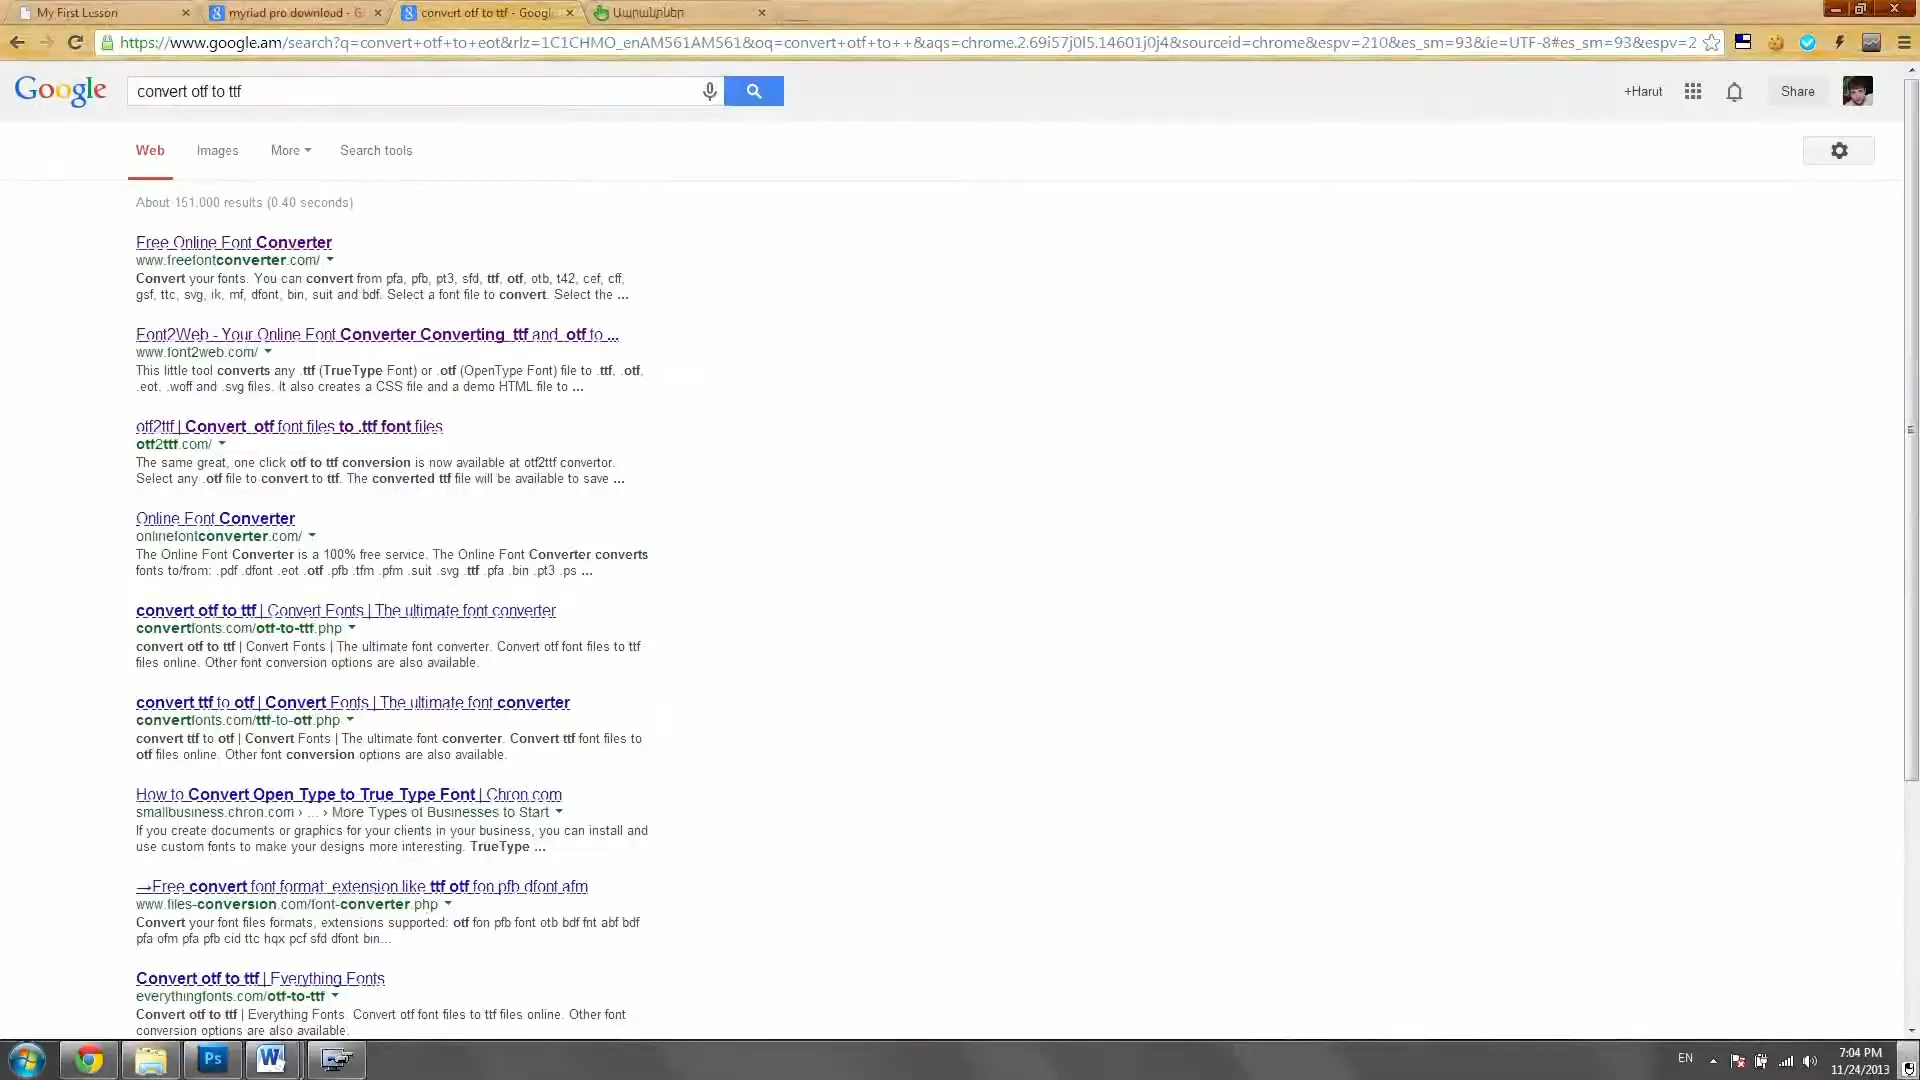 My First Lesson
myriad pro download - G
convert otf to ttf - Google
Ապրանքներ
https://www.google.am/search?q=convert+otf+to+eot&rlz=1C1CHMO_enAM561AM561&oq=convert+otf+to++&aqs=chrome.2.69i57j0l5.14601j0j4&sourceid=chrome&espv=210&es_sm=93&ie=UTF-8#es_sm=93&espv=2
Google
convert otf to ttf
+Harut
Share
Web
Images
More
Search tools
About 151,000 results (0.40 seconds)
Free Online Font Converter
www.freefontconverter.com/
Convert your fonts. You can convert from pfa, pfb, pt3, sfd, ttf, otf, otb, t42, cef, cff,
gsf, ttc, svg, ik, mf, dfont, bin, suit and bdf. Select a font file to convert. Select the ...
Font2Web - Your Online Font Converter Converting .ttf and .otf to ...
www.font2web.com/
This little tool converts any .ttf (TrueType Font) or .otf (OpenType Font) file to .ttf, .otf,
.eot, .woff and .svg files. It also creates a CSS file and a demo HTML file to ...
otf2ttf | Convert .otf font files to .ttf font files
otf2ttf.com/
The same great, one click otf to ttf conversion is now available at otf2ttf convertor.
Select any .otf file to convert to ttf. The converted ttf file will be available to save ...
Online Font Converter
onlinefontconverter.com/
The Online Font Converter is a 100% free service. The Online Font Converter converts
fonts to/from: .pdf .dfont .eot .otf .pfb .tfm .pfm .suit .svg .ttf .pfa .bin .pt3 .ps ...
convert otf to ttf | Convert Fonts | The ultimate font converter
convertfonts.com/otf-to-ttf.php
convert otf to ttf | Convert Fonts | The ultimate font converter. Convert otf font files to ttf
files online. Other font conversion options are also available.
convert ttf to otf | Convert Fonts | The ultimate font converter
convertfonts.com/ttf-to-otf.php
convert ttf to otf | Convert Fonts | The ultimate font converter. Convert ttf font files to
otf files online. Other font conversion options are also available.
How to Convert Open Type to True Type Font | Chron.com
smallbusiness.chron.com › ... › More Types of Businesses to Start
If you create documents or graphics for your clients in your business, you can install and
use custom fonts to make your designs more interesting. TrueType ...
→Free convert font format: extension like ttf otf fon pfb dfont afm
www.files-conversion.com/font-converter.php
Convert your font files formats, extensions supported: otf fon pfb font otb bdf fnt abf bdf
pfa ofm pfa pfb cid ttc hqx pcf sfd dfont bin...
Convert otf to ttf | Everything Fonts
everythingfonts.com/otf-to-ttf
Convert otf to ttf | Everything Fonts. Convert otf font files to ttf files online. Other font
conversion options are also available.
Ps
W
EN
7:04 PM
11/24/2013